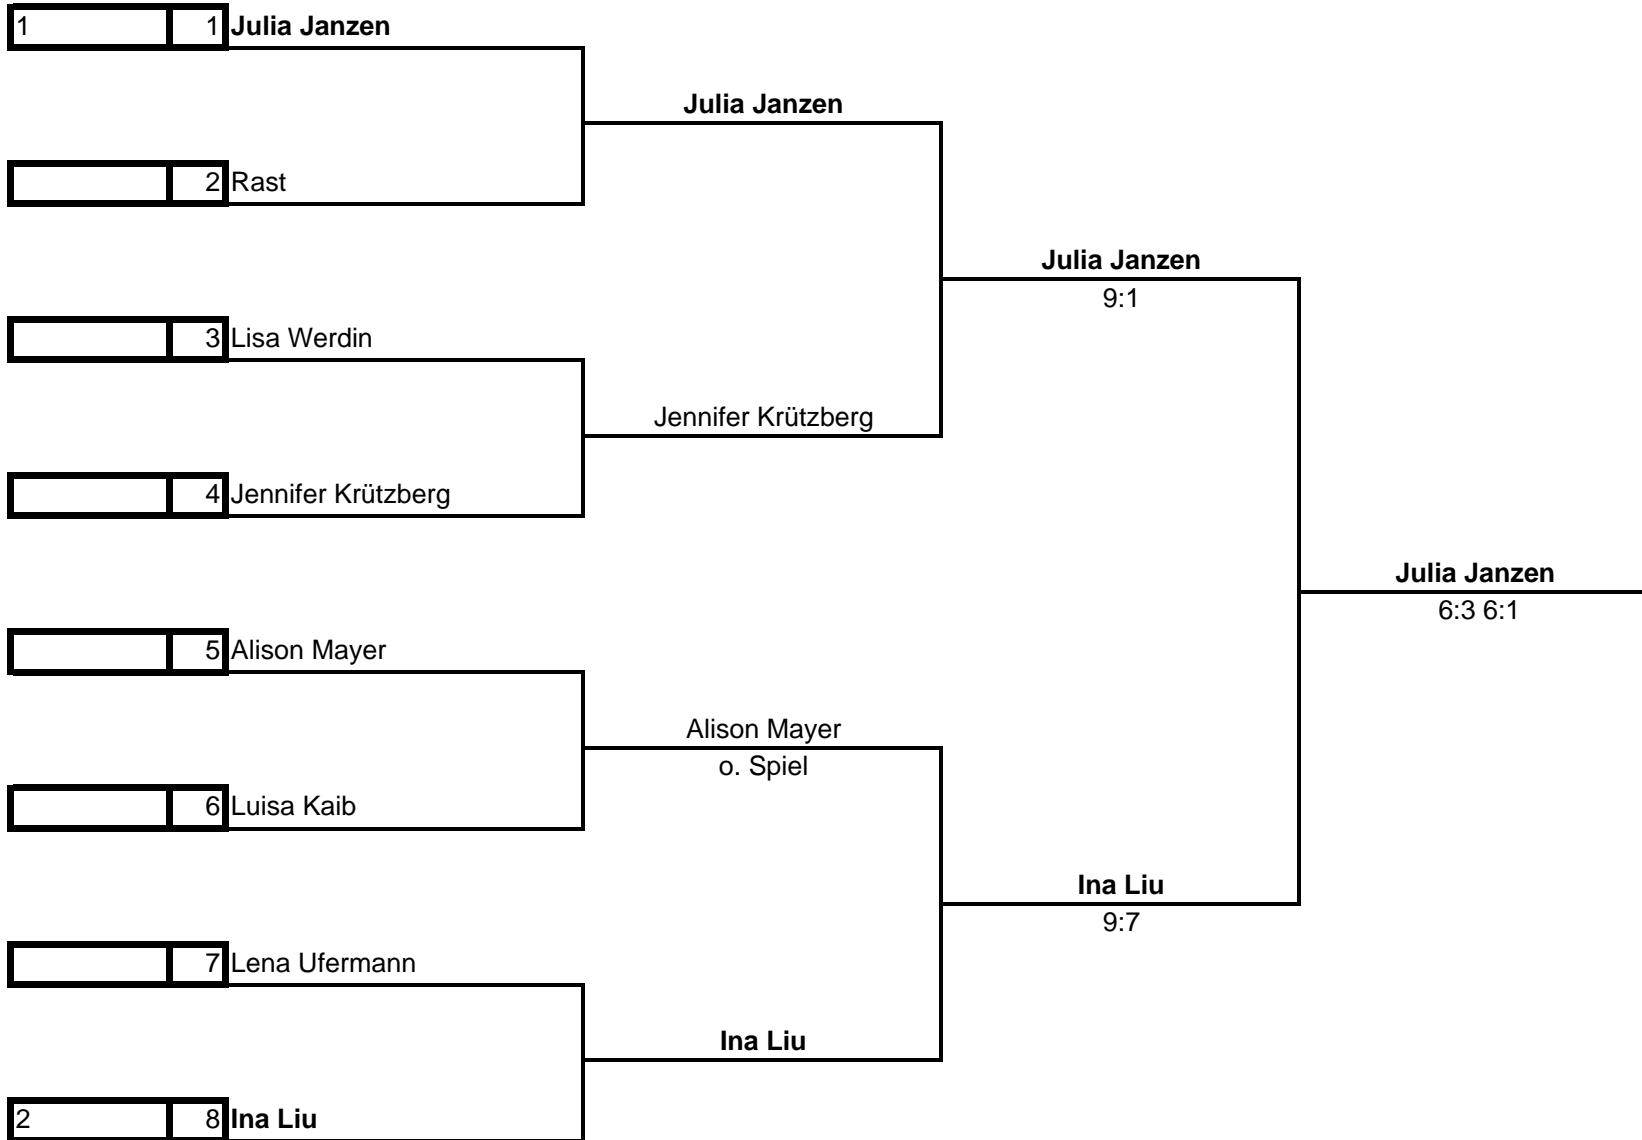 1 1 Julia Janzen
Julia Janzen
2 Rast
Julia Janzen
9:1
3 Lisa Werdin
Jennifer Krützberg
4 Jennifer Krützberg
Julia Janzen
6:3 6:1
5 Alison Mayer
Alison Mayer
o. Spiel
6 Luisa Kaib
Ina Liu
9:7
7 Lena Ufermann
Ina Liu
2 8 Ina Liu